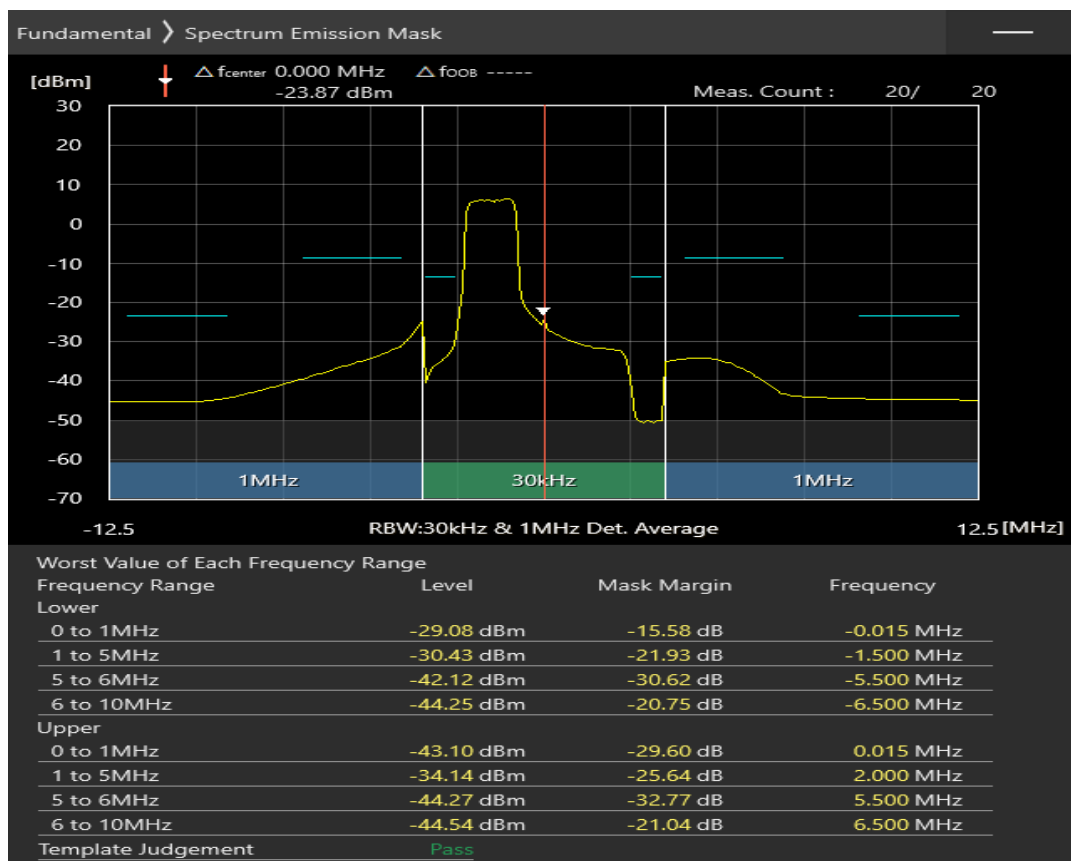 Fundamental ❯ Spectrum Emission Mask
△ fcenter 0.000 MHz △ fOOB -----
[dBm] -23.87 dBm Meas. Count : 20/ 20
30
20
10
0
-10
-20
-30
-40
-50
-60
1MHz 30kHz 1MHz
-70
-12.5 RBW:30kHz & 1MHz Det. Average 12.5 [MHz]
Worst Value of Each Frequency Range
Frequency Range Level Mask Margin Frequency
Lower
0 to 1MHz -29.08 dBm -15.58 dB -0.015 MHz
1 to 5MHz -30.43 dBm -21.93 dB -1.500 MHz
5 to 6MHz -42.12 dBm -30.62 dB -5.500 MHz
6 to 10MHz -44.25 dBm -20.75 dB -6.500 MHz
Upper
0 to 1MHz -43.10 dBm -29.60 dB 0.015 MHz
1 to 5MHz -34.14 dBm -25.64 dB 2.000 MHz
5 to 6MHz -44.27 dBm -32.77 dB 5.500 MHz
6 to 10MHz -44.54 dBm -21.04 dB 6.500 MHz
Template Judgement Pass